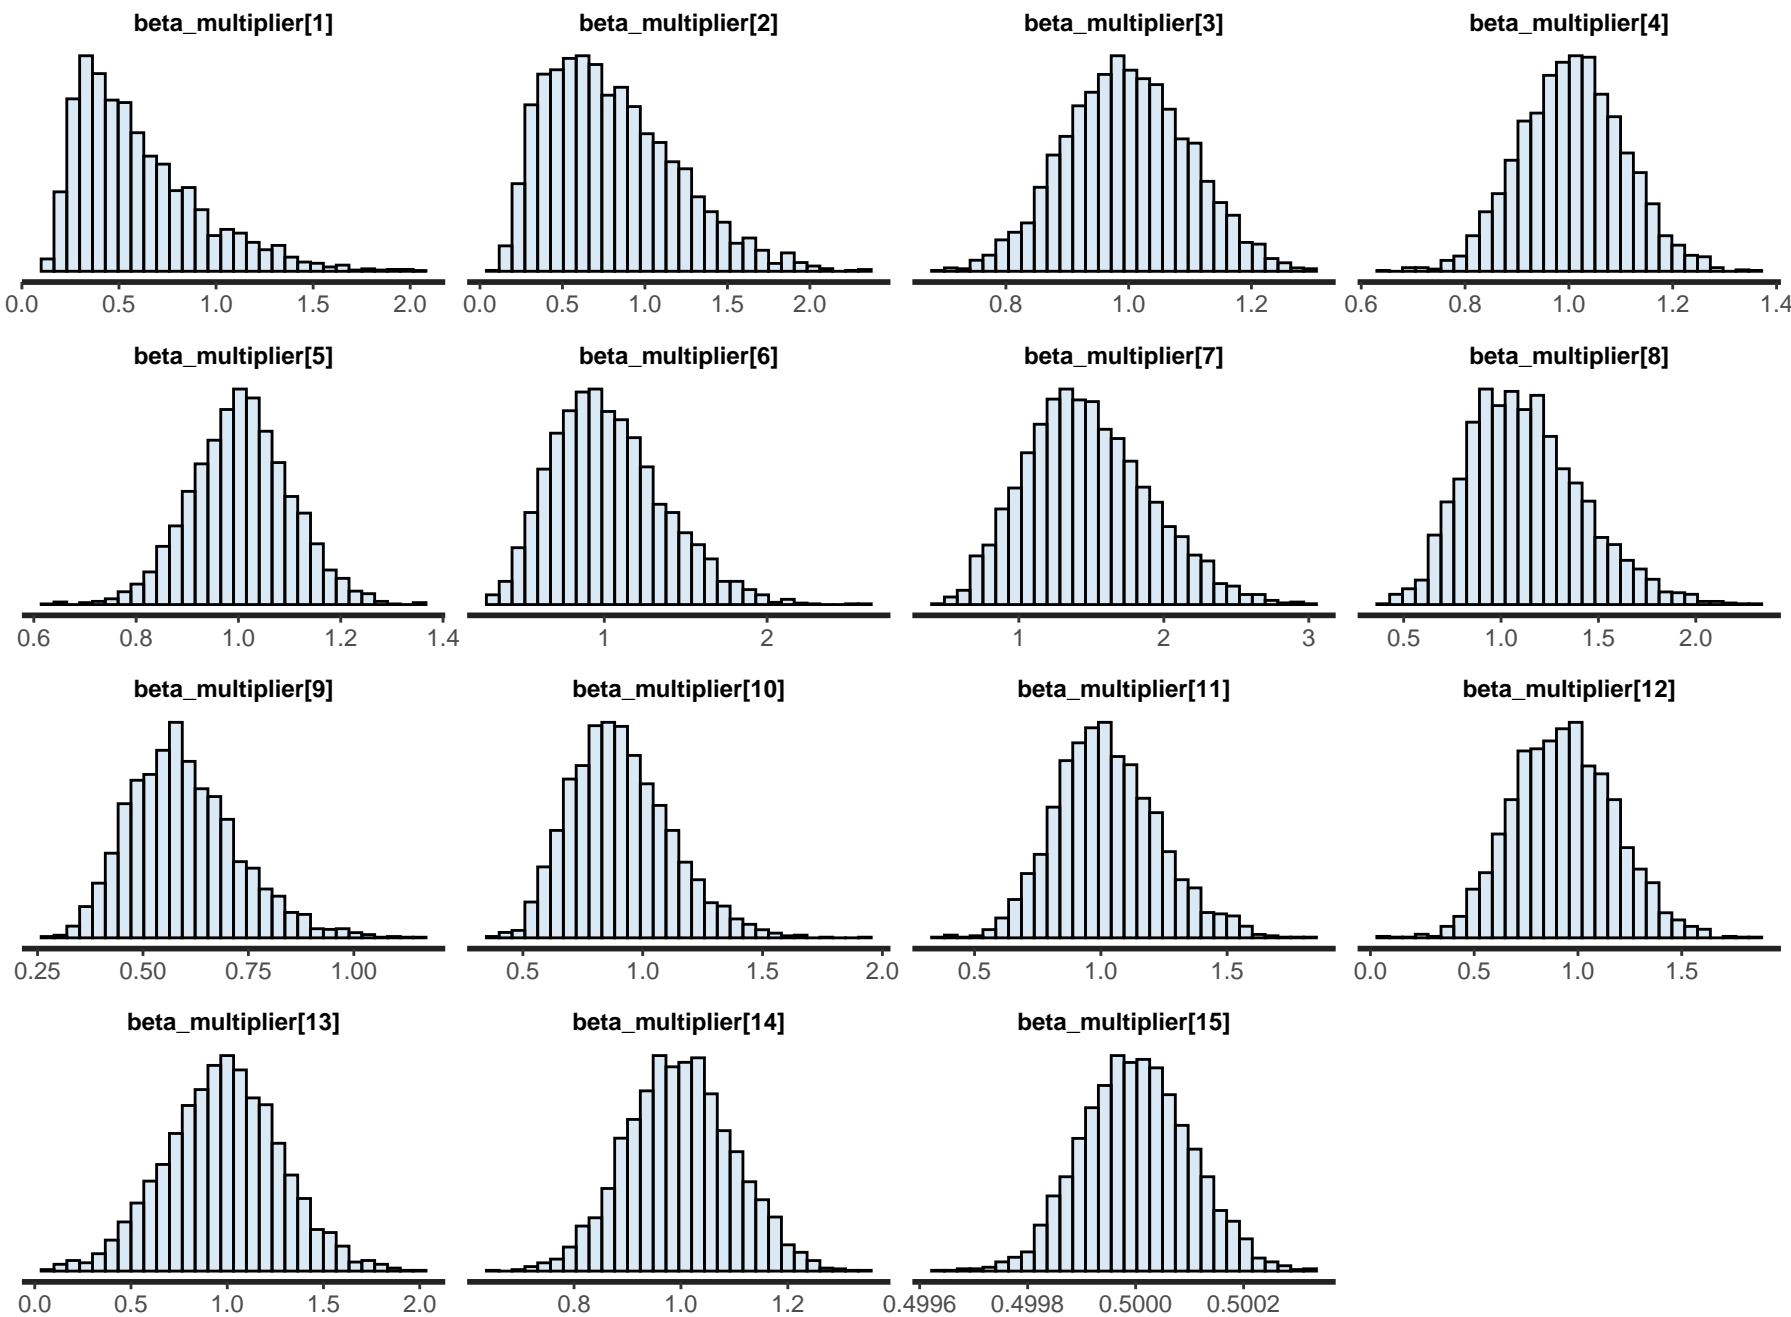 beta_multiplier[1] beta_multiplier[2] beta_multiplier[3] beta_multiplier[4]
0.0 0.5 1.0 1.5 2.0 0.0 0.5 1.0 1.5 2.0 0.8 1.0 1.2 0.6 0.8 1.0 1.2 1.4
beta_multiplier[5] beta_multiplier[6] beta_multiplier[7] beta_multiplier[8]
0.6 0.8 1.0 1.2 1.4 1 2 1 2 3 0.5 1.0 1.5 2.0
beta_multiplier[9] beta_multiplier[10] beta_multiplier[11] beta_multiplier[12]
0.25 0.50 0.75 1.00 0.5 1.0 1.5 2.0 0.5 1.0 1.5 0.0 0.5 1.0 1.5
beta_multiplier[13] beta_multiplier[14] beta_multiplier[15]
0.0 0.5 1.0 1.5 2.0 0.8 1.0 1.2 0.4996 0.4998 0.5000 0.5002